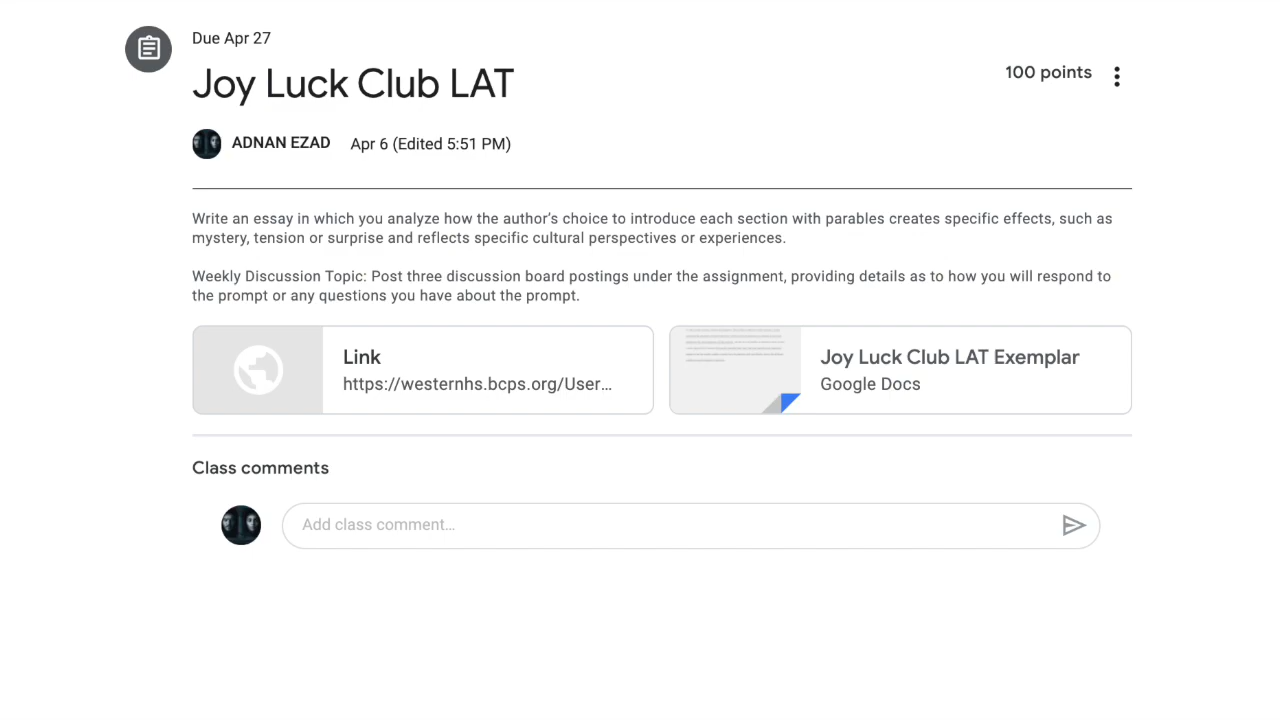 Due Apr 27
Joy Luck Club LAT
100 points
ADNAN EZAD Apr 6 (Edited 5:51 PM)
Write an essay in which you analyze how the author’s choice to introduce each section with parables creates specific effects, such as
mystery, tension or surprise and reflects specific cultural perspectives or experiences.
Weekly Discussion Topic: Post three discussion board postings under the assignment, providing details as to how you will respond to
the prompt or any questions you have about the prompt.
Link
https://westernhs.bcps.org/User...
Joy Luck Club LAT Exemplar
Google Docs
Class comments
Add class comment...